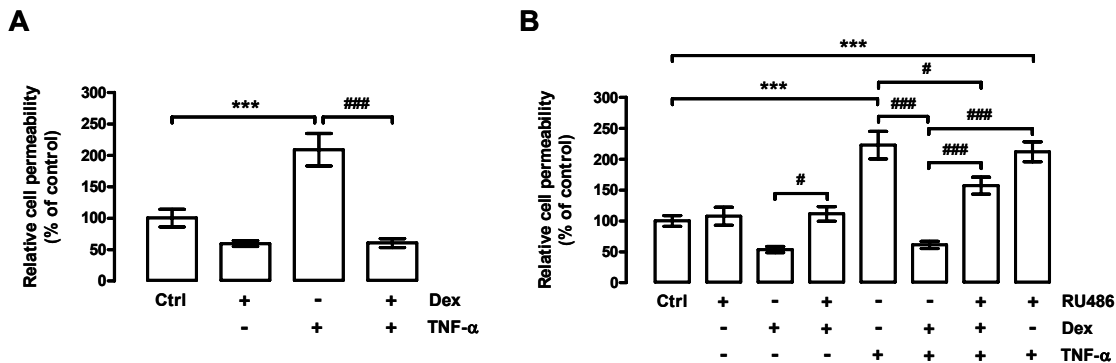 A
Relative cell permeability
(% of control)
300
250
200
150
100
50
0
***
###
Ctrl + - + Dex
- + + TNF-α
B
Relative cell permeability
(% of control)
300
250
200
150
100
50
0
***
***
#
###
###
###
#
Ctrl + - + - - + + RU486
- + + - + + - Dex
- - - + + + + TNF-α